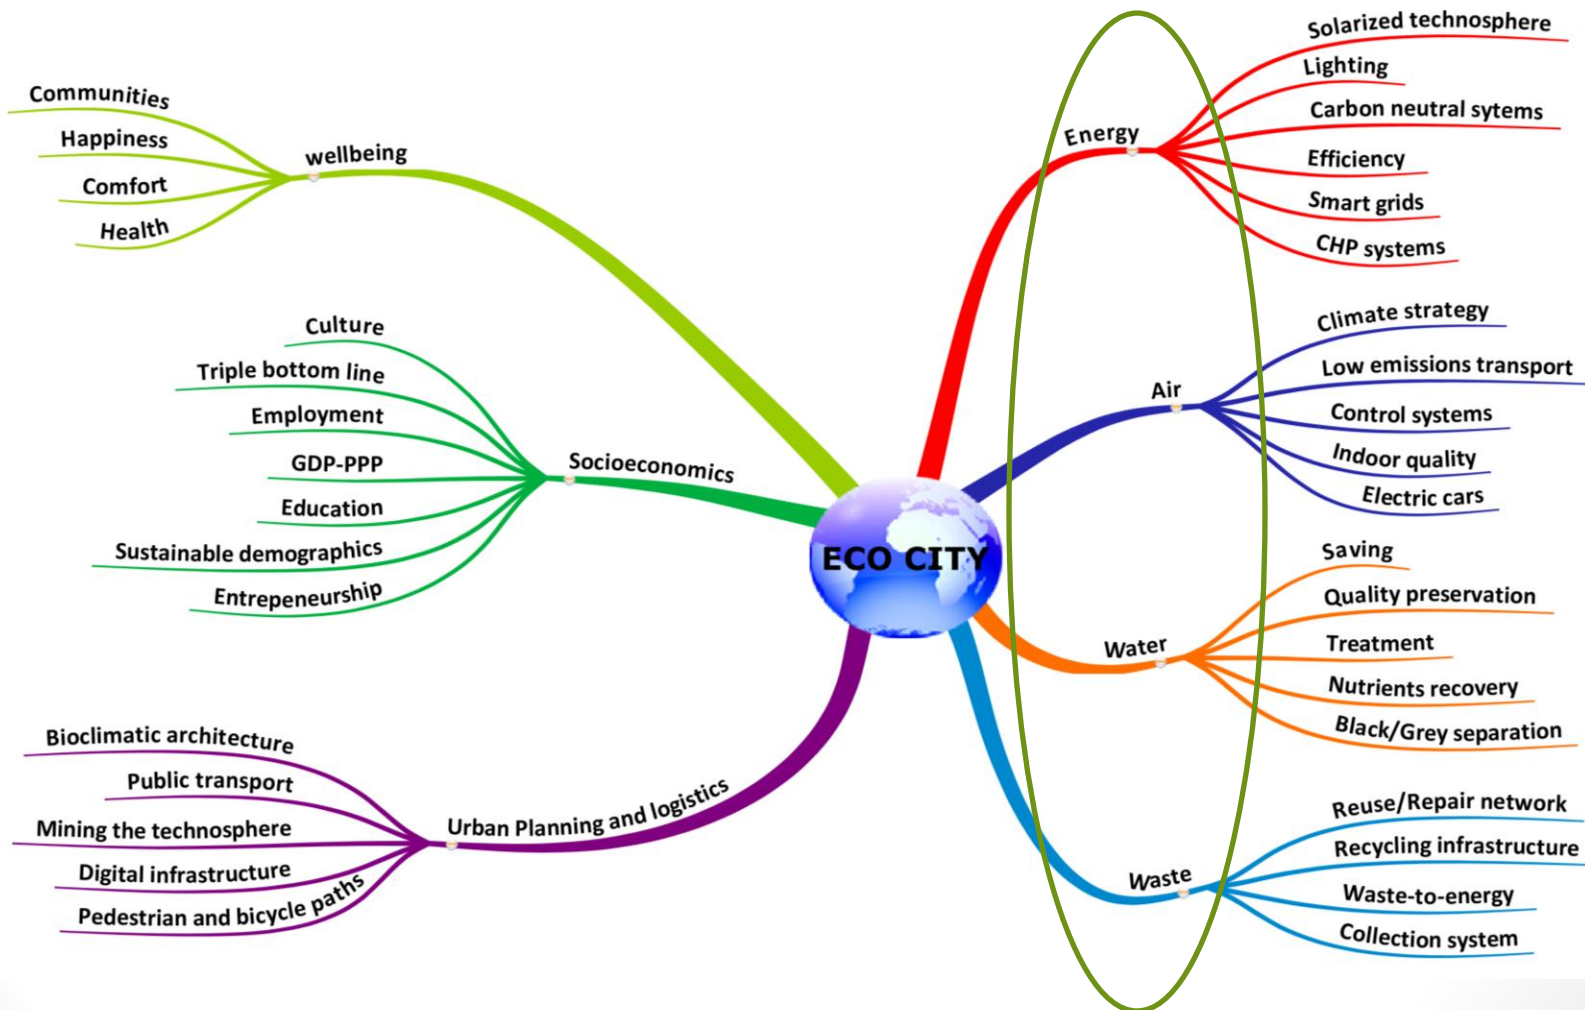 Communities
Happiness
Comfort
Health
wellbeing
Culture
Triple bottom line
Employment
GDP-PPP
Education
Sustainable demographics
Entrepeneurship
Socioeconomics
Bioclimatic architecture
Public transport
Mining the technosphere
Digital infrastructure
Pedestrian and bicycle paths
Urban Planning and logistics
ECO CITY
Energy
Solarized technosphere
Lighting
Carbon neutral sytems
Efficiency
Smart grids
CHP systems
Air
Climate strategy
Low emissions transport
Control systems
Indoor quality
Electric cars
Water
Saving
Quality preservation
Treatment
Nutrients recovery
Black/Grey separation
Waste
Reuse/Repair network
Recycling infrastructure
Waste-to-energy
Collection system